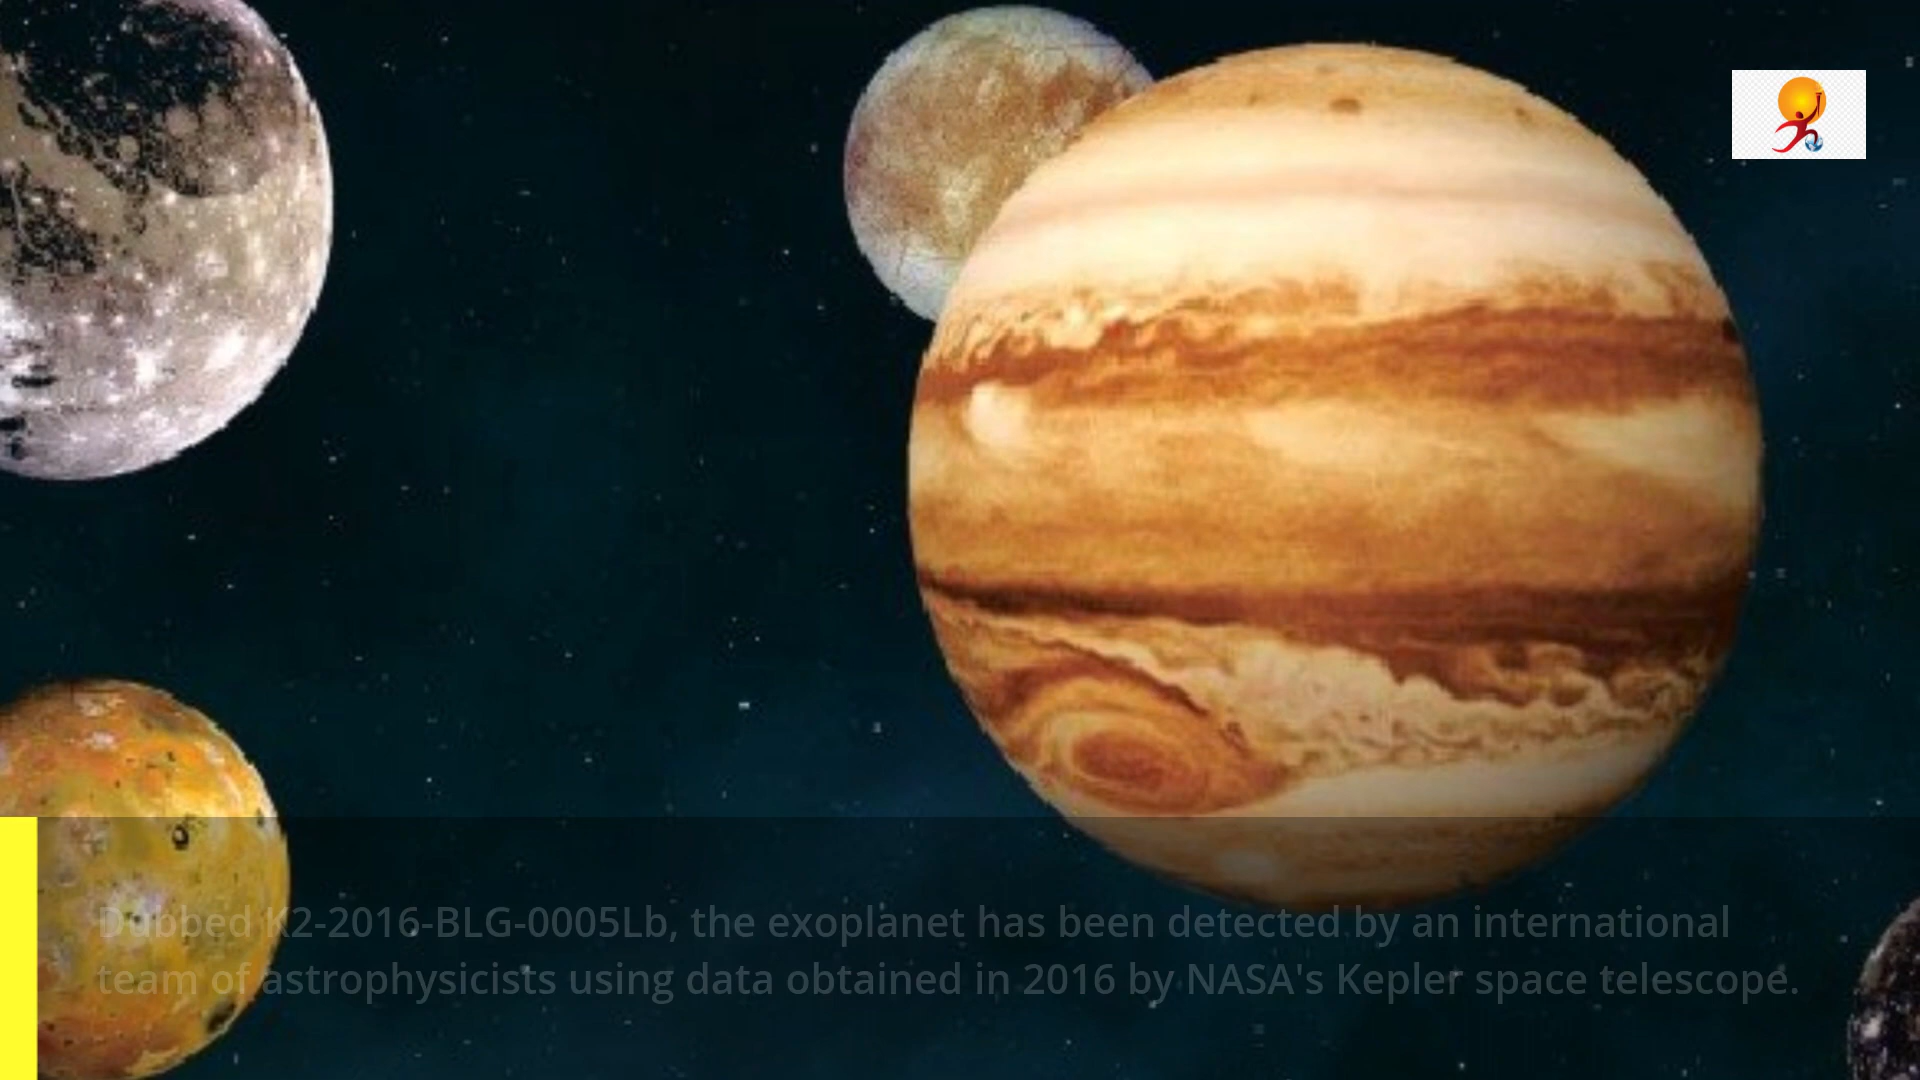 Dubbed K2-2016-BLG-0005Lb, the exoplanet has been detected by an international
team of astrophysicists using data obtained in 2016 by NASA's Kepler space telescope.